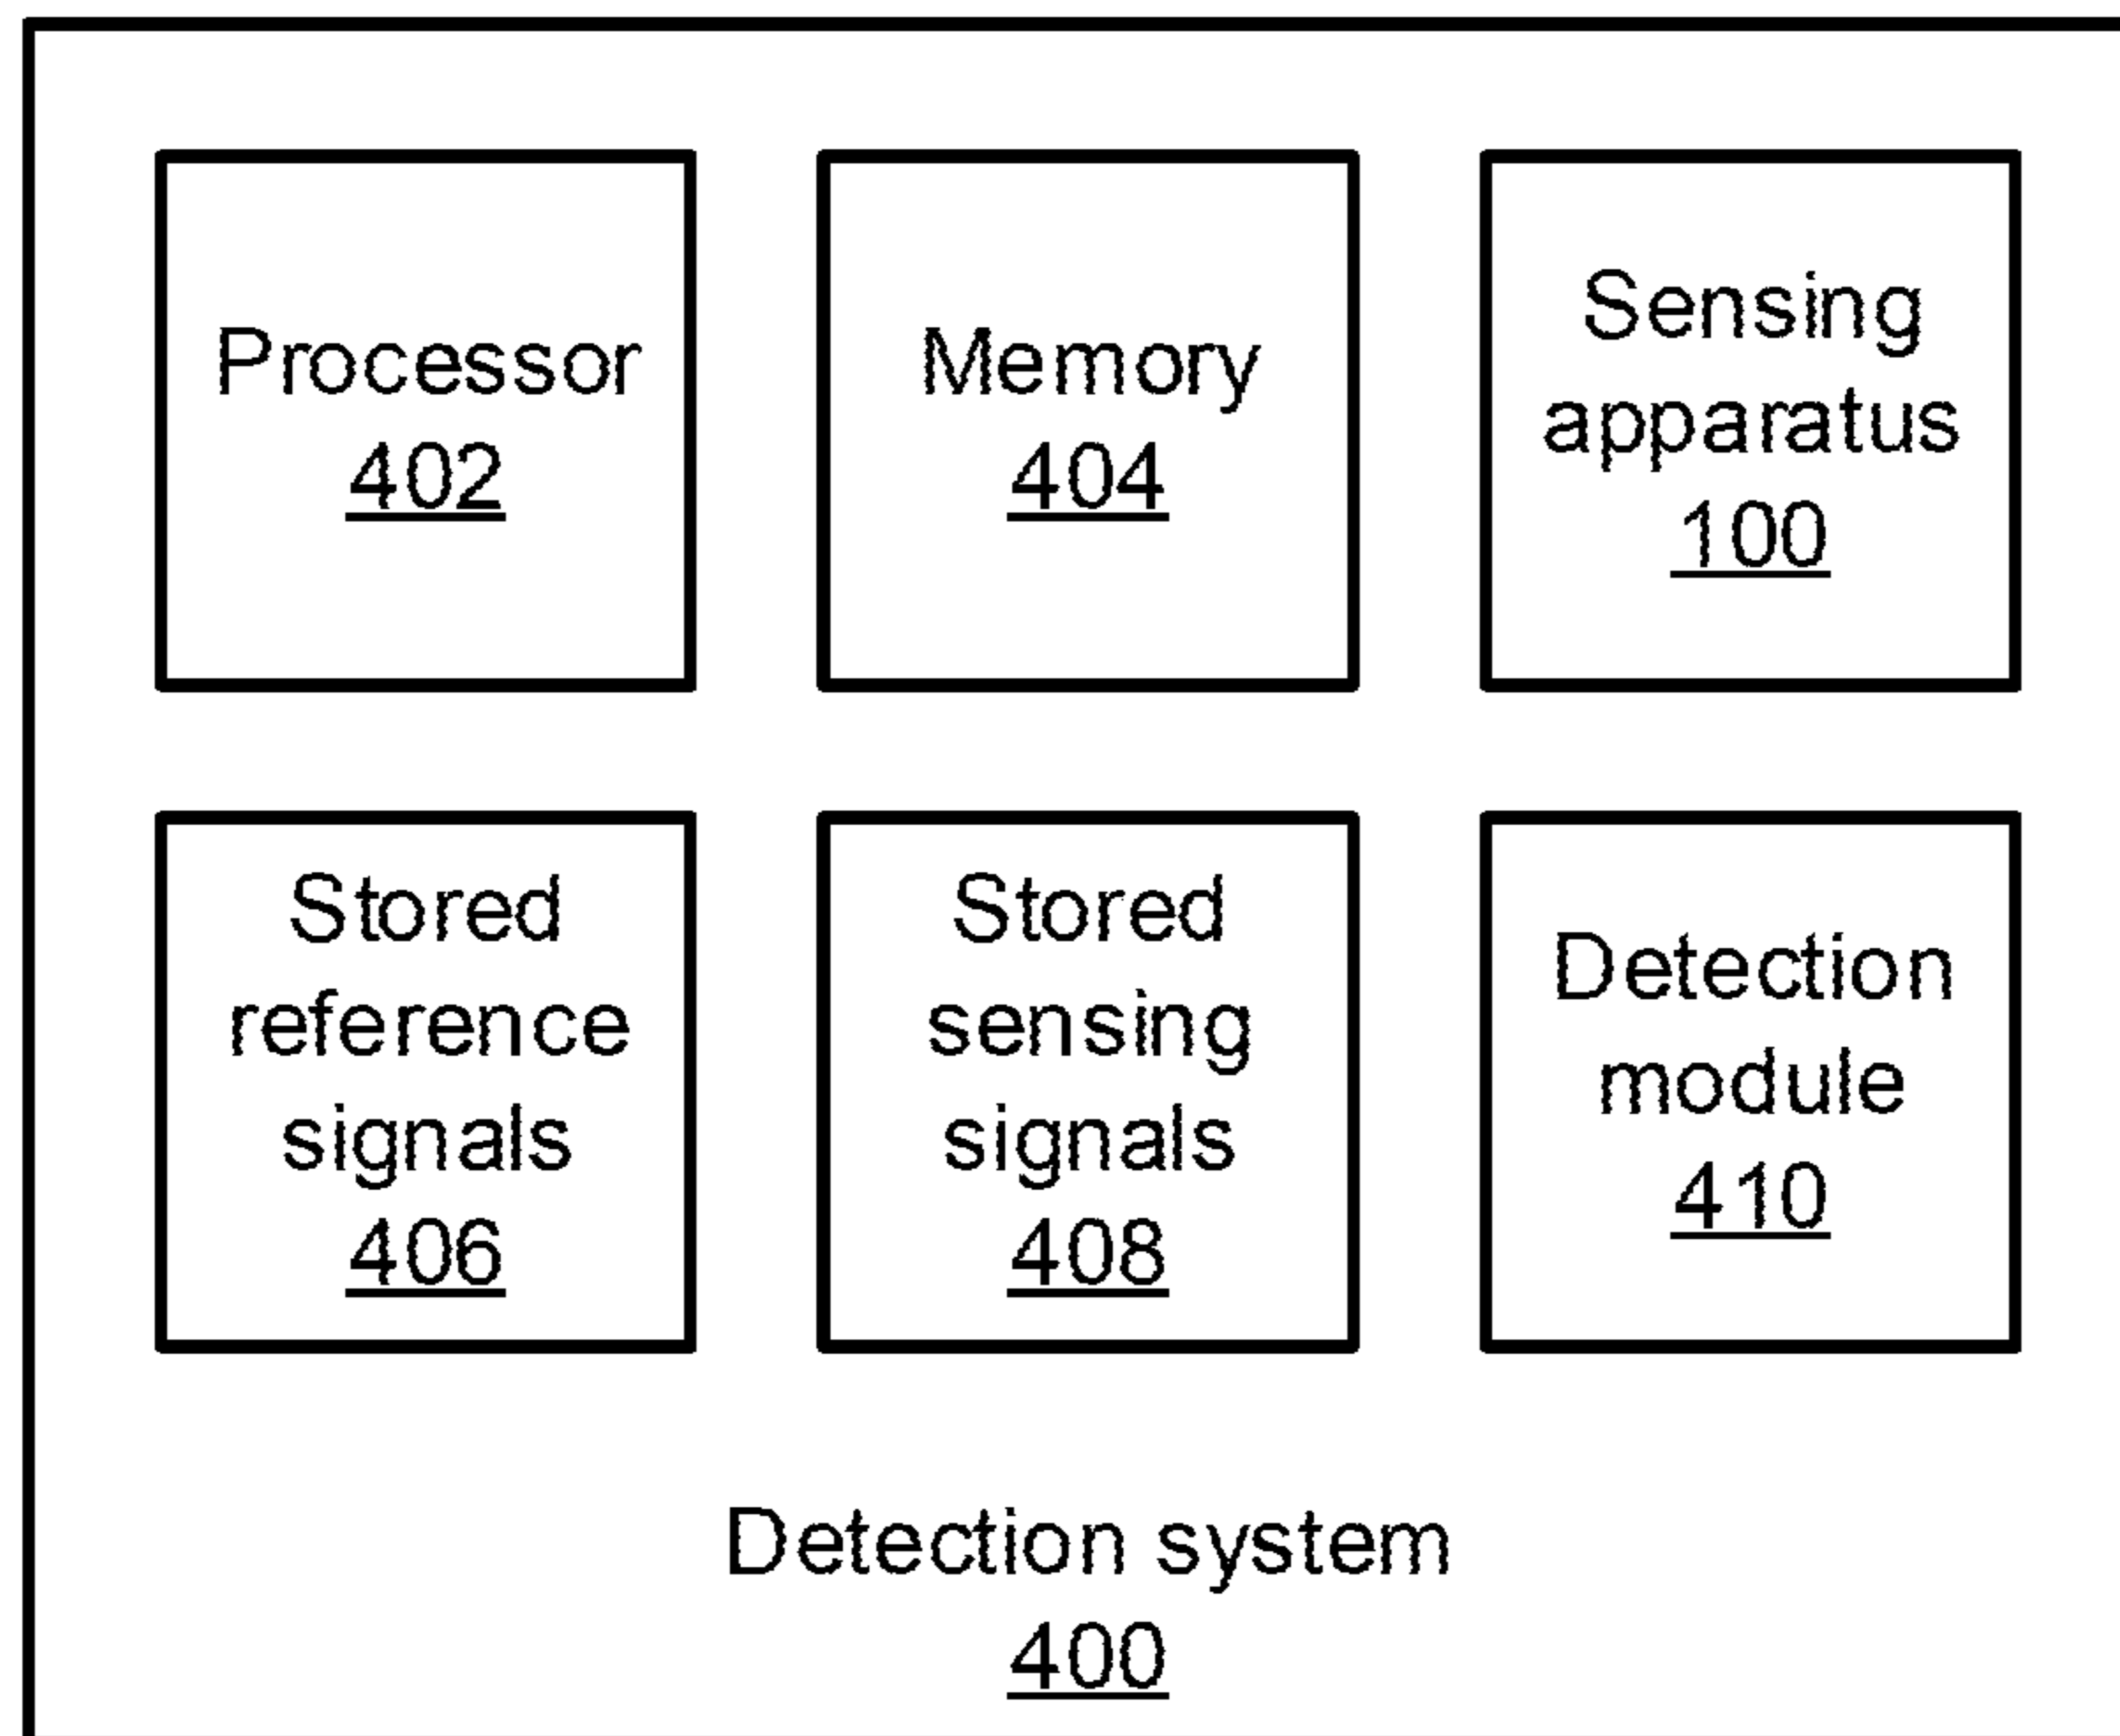 Processor
402
Memory
404
Sensing
apparatus
100
Stored
reference
signals
406
Stored
sensing
signals
408
Detection
module
410
Detection system
400